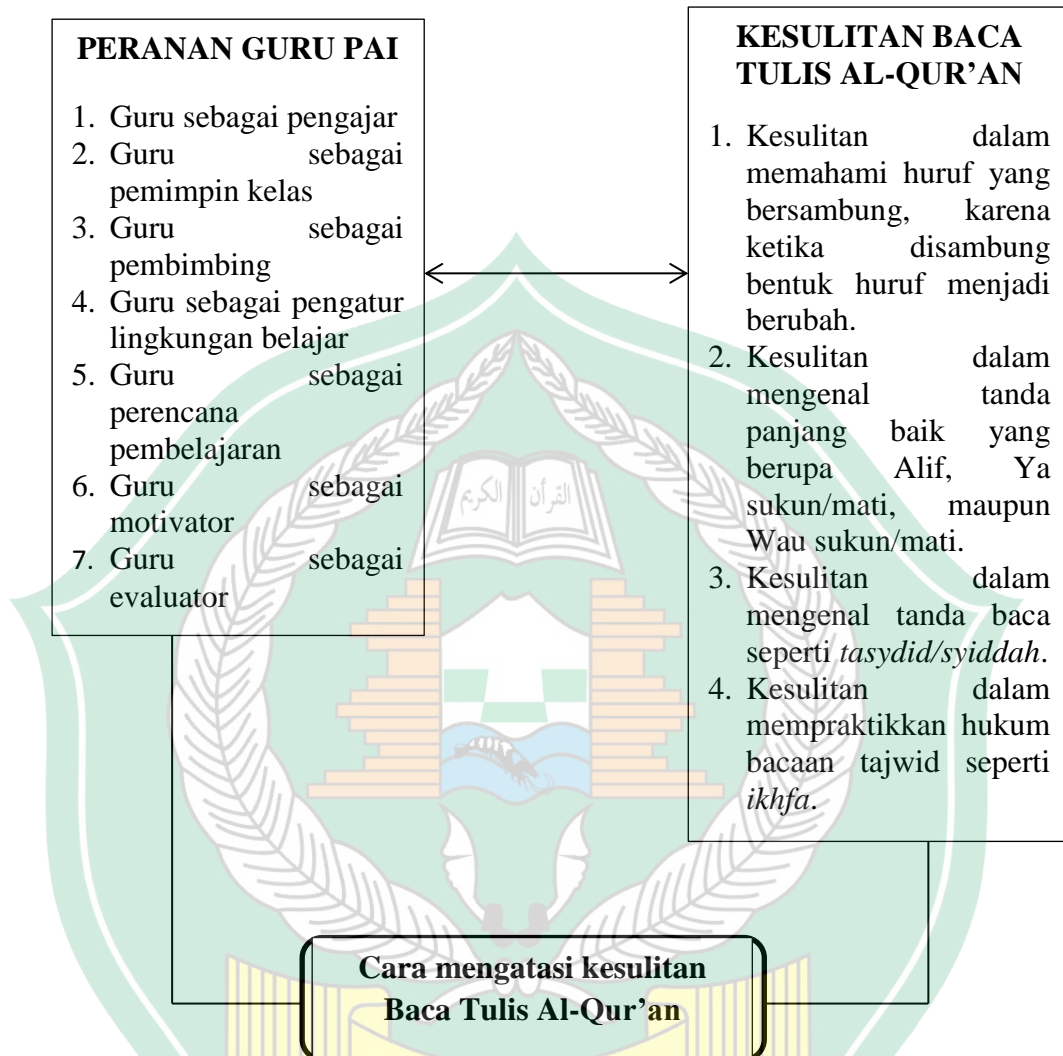 PERANAN GURU PAI
1. Guru sebagai pengajar
2. Guru sebagai
pemimpin kelas
3. Guru sebagai
pembimbing
4. Guru sebagai pengatur
lingkungan belajar
5. Guru sebagai
perencana
pembelajaran
6. Guru sebagai
motivator
7. Guru sebagai
evaluator
KESULITAN BACA
TULIS AL-QUR’AN
1. Kesulitan dalam
memahami huruf yang
bersambung, karena
ketika disambung
bentuk huruf menjadi
berubah.
2. Kesulitan dalam
mengenal tanda
panjang baik yang
berupa Alif, Ya
sukun/mati, maupun
Wau sukun/mati.
3. Kesulitan dalam
mengenal tanda baca
seperti tasydid/syiddah.
4. Kesulitan dalam
mempraktikkan hukum
bacaan tajwid seperti
ikhfa.
القرأن الكريم
Cara mengatasi kesulitan
Baca Tulis Al-Qur’an